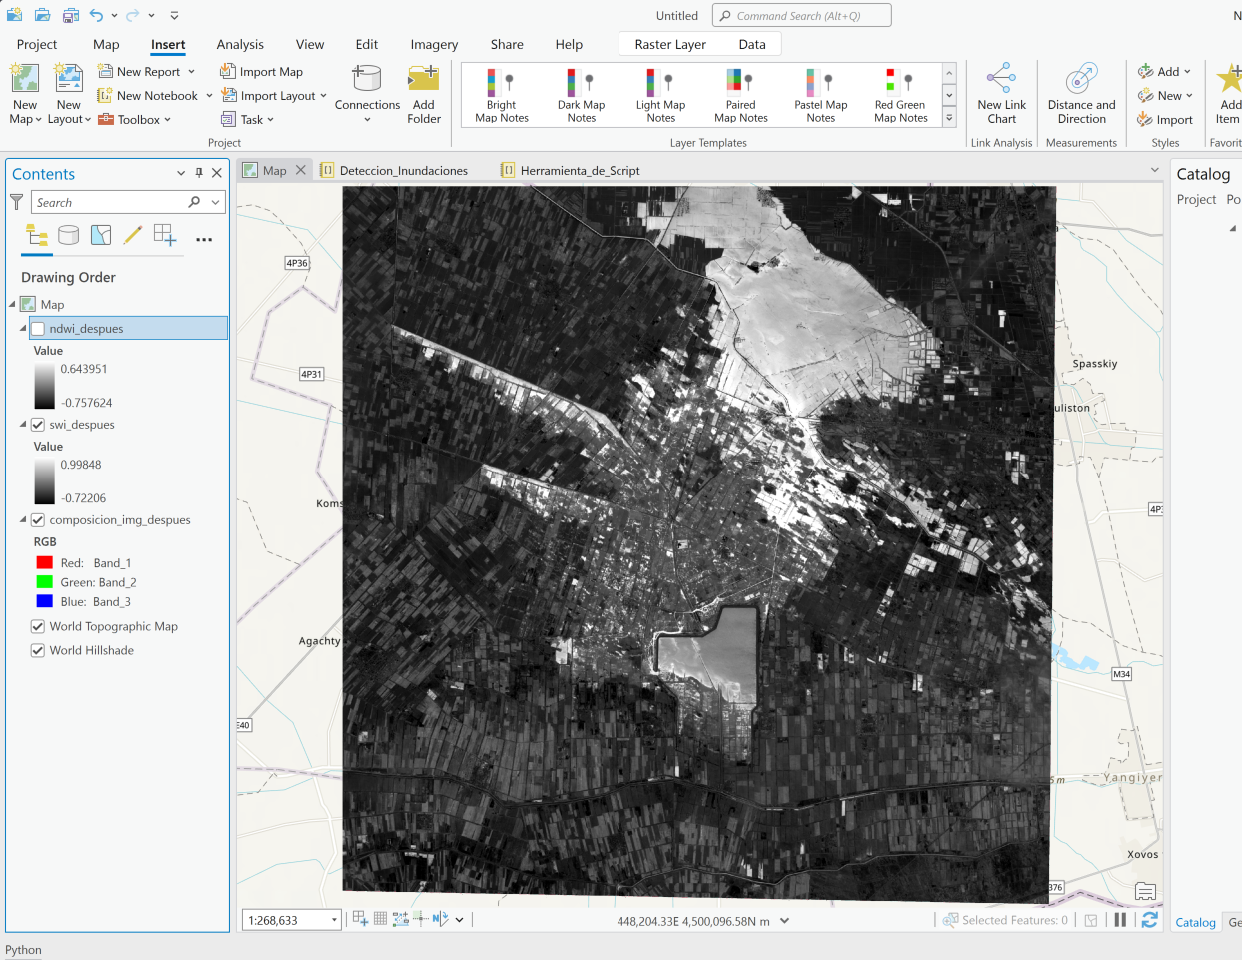 Untitled
Command Search (Alt+Q)
N
Project
Map
Insert
Analysis
View
Edit
Imagery
Share
Help
Raster Layer
Data
New Map
New Layout
New Report
New Notebook
Toolbox
Import Map
Import Layout
Task
Connections
Add Folder
Project
Bright Map Notes
Dark Map Notes
Light Map Notes
Paired Map Notes
Pastel Map Notes
Red Green Map Notes
Layer Templates
New Link Chart
Link Analysis
Distance and Direction
Measurements
Add
New
Import
Styles
Add Item
Favorit
Contents
Search
Drawing Order
Map
ndwi_despues
Value
0.643951
-0.757624
swi_despues
Value
0.99848
-0.72206
composicion_img_despues
RGB
Red: Band_1
Green: Band_2
Blue: Band_3
World Topographic Map
World Hillshade
Map
Deteccion_Inundaciones
Herramienta_de_Script
4P36
4P31
Koms
Agachty
E40
Spasskiy
uliston
4P3
M34
5m
Yangiyer
Xovos
376
1:268,633
448,204.33E 4,500,096.58N m
Selected Features: 0
Catalog
Project
Po
Catalog
Ge
Python